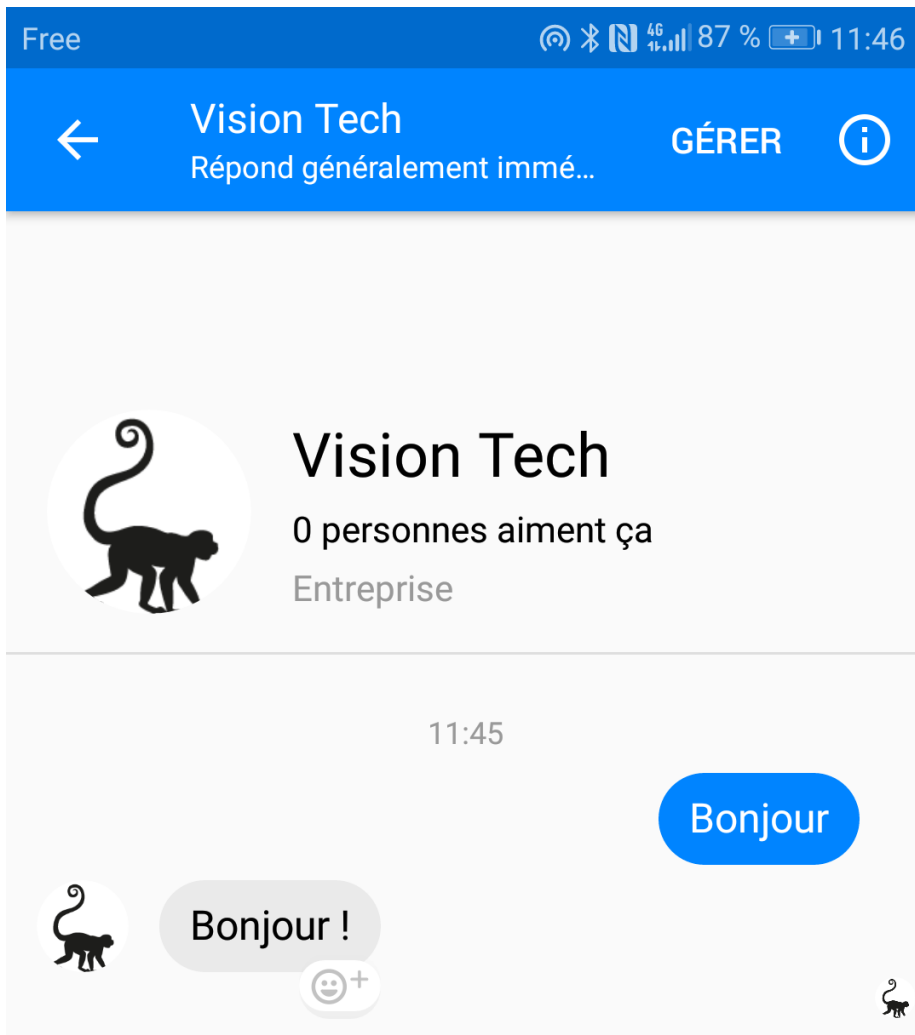 Free 4G 87 % 11:46
Vision Tech
Répond généralement immé...
GÉRER
Vision Tech
0 personnes aiment ça
Entreprise
11:45
Bonjour
Bonjour !